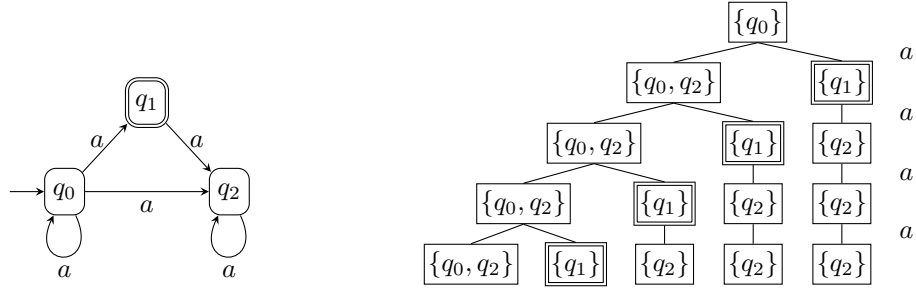 {q₀}
a
{q₀, q₂} {q₁}
q₁
a
a a
{q₀, q₂} {q₁} {q₂}
a
q₀ q₂
a
{q₀, q₂} {q₁} {q₂} {q₂}
a
a a
{q₀, q₂} {q₁} {q₂} {q₂} {q₂}